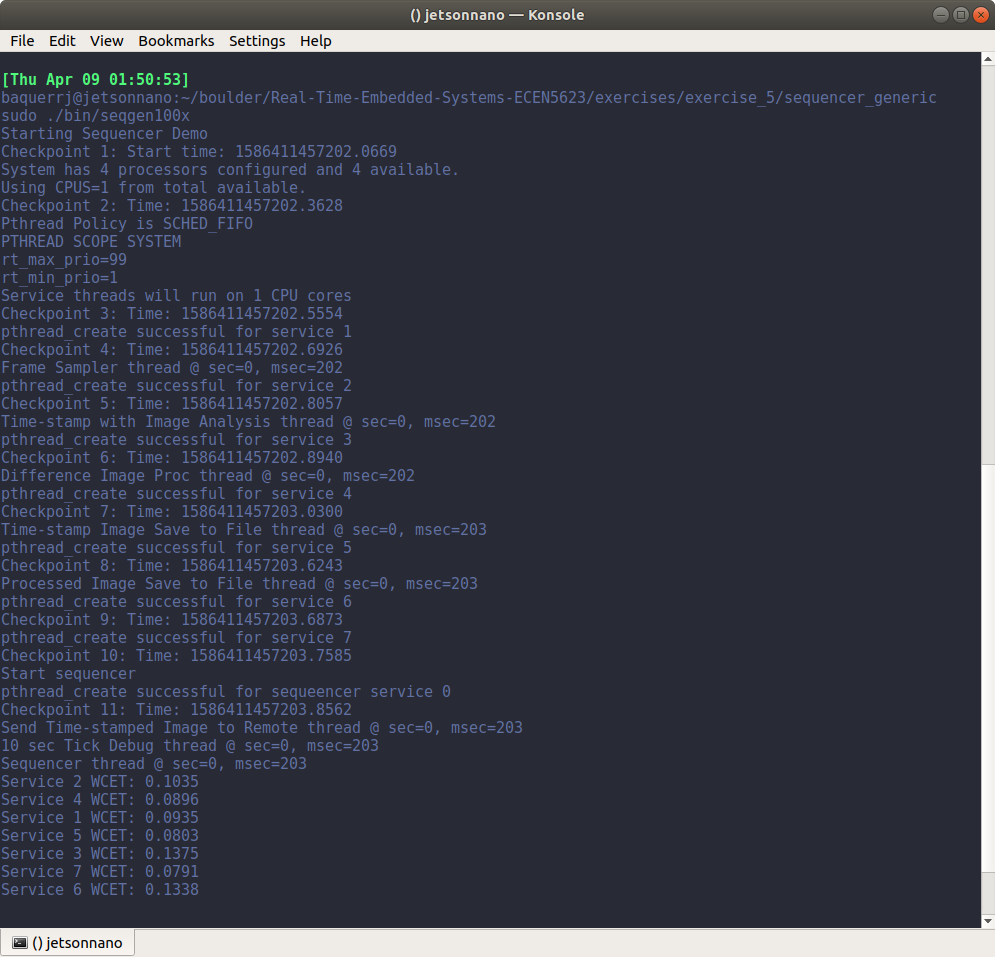 () jetsonnano — Konsole
File Edit View Bookmarks Settings Help
[Thu Apr 09 01:50:53]
baquerrj@jetsonnano:~/boulder/Real-Time-Embedded-Systems-ECEN5623/exercises/exercise_5/sequencer_generic
sudo ./bin/seqgen100x
Starting Sequencer Demo
Checkpoint 1: Start time: 1586411457202.0669
System has 4 processors configured and 4 available.
Using CPUS=1 from total available.
Checkpoint 2: Time: 1586411457202.3628
Pthread Policy is SCHED_FIFO
PTHREAD SCOPE SYSTEM
rt_max_prio=99
rt_min_prio=1
Service threads will run on 1 CPU cores
Checkpoint 3: Time: 1586411457202.5554
pthread_create successful for service 1
Checkpoint 4: Time: 1586411457202.6926
Frame Sampler thread @ sec=0, msec=202
pthread_create successful for service 2
Checkpoint 5: Time: 1586411457202.8057
Time-stamp with Image Analysis thread @ sec=0, msec=202
pthread_create successful for service 3
Checkpoint 6: Time: 1586411457202.8940
Difference Image Proc thread @ sec=0, msec=202
pthread_create successful for service 4
Checkpoint 7: Time: 1586411457203.0300
Time-stamp Image Save to File thread @ sec=0, msec=203
pthread_create successful for service 5
Checkpoint 8: Time: 1586411457203.6243
Processed Image Save to File thread @ sec=0, msec=203
pthread_create successful for service 6
Checkpoint 9: Time: 1586411457203.6873
pthread_create successful for service 7
Checkpoint 10: Time: 1586411457203.7585
Start sequencer
pthread_create successful for sequeencer service 0
Checkpoint 11: Time: 1586411457203.8562
Send Time-stamped Image to Remote thread @ sec=0, msec=203
10 sec Tick Debug thread @ sec=0, msec=203
Sequencer thread @ sec=0, msec=203
Service 2 WCET: 0.1035
Service 4 WCET: 0.0896
Service 1 WCET: 0.0935
Service 5 WCET: 0.0803
Service 3 WCET: 0.1375
Service 7 WCET: 0.0791
Service 6 WCET: 0.1338
() jetsonnano